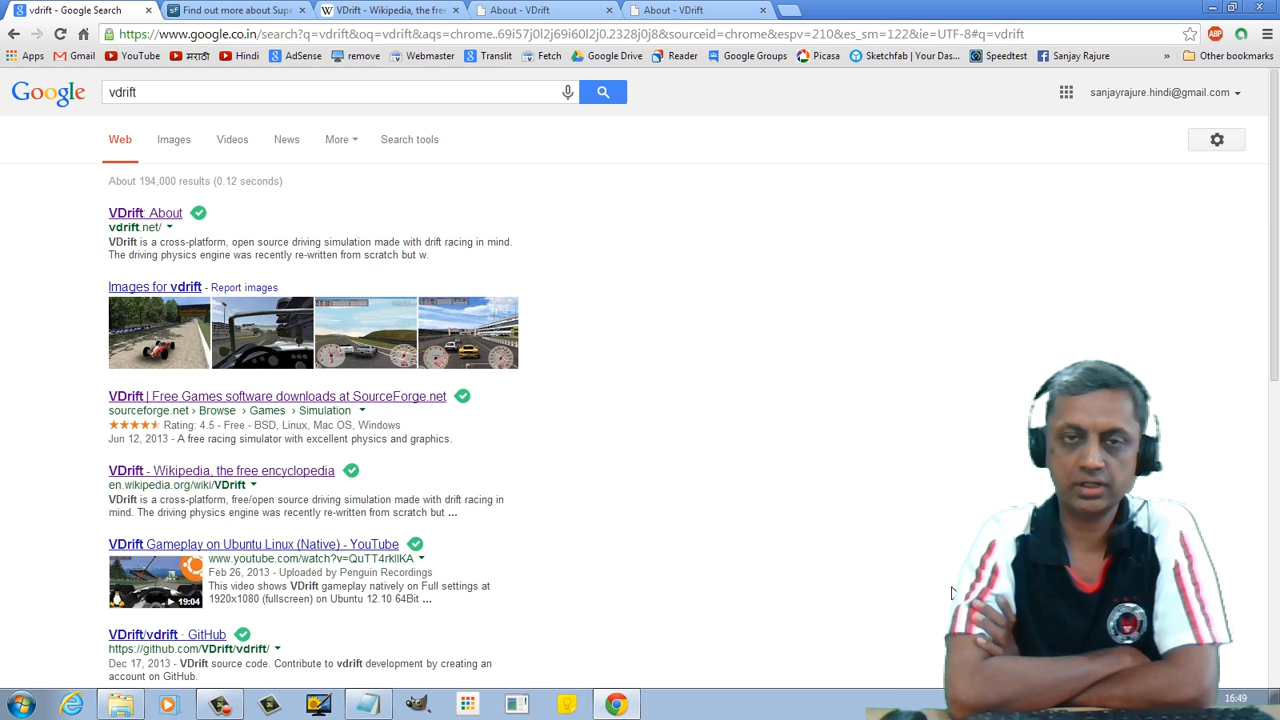 vdrift - Google Search
Find out more about Supe
VDrift - Wikipedia, the free
About - VDrift
About - VDrift
https://www.google.co.in/search?q=vdrift&oq=vdrift&aqs=chrome..69i57j0l2j69i60l2j0.2328j0j8&sourceid=chrome&espv=210&es_sm=122&ie=UTF-8#q=vdrift
ABP
Apps Gmail YouTube मराठी Hindi AdSense remove Webmaster Translit Fetch Google Drive Reader Google Groups Picasa Sketchfab | Your Das Speedtest Sanjay Rajure » Other bookmarks
Google vdrift sanjayrajure.hindi@gmail.com
Web Images Videos News More Search tools
About 194,000 results (0.12 seconds)
VDrift: About
vdrift.net/
VDrift is a cross-platform, open source driving simulation made with drift racing in mind.
The driving physics engine was recently re-written from scratch but w.
Images for vdrift - Report images
VDrift | Free Games software downloads at SourceForge.net
sourceforge.net › Browse › Games › Simulation
Rating: 4.5 - Free - BSD, Linux, Mac OS, Windows
Jun 12, 2013 - A free racing simulator with excellent physics and graphics.
VDrift - Wikipedia, the free encyclopedia
en.wikipedia.org/wiki/VDrift
VDrift is a cross-platform, free/open source driving simulation made with drift racing in
mind. The driving physics engine was recently re-written from scratch but ...
VDrift Gameplay on Ubuntu Linux (Native) - YouTube
www.youtube.com/watch?v=QuTT4rkIlKA
Feb 26, 2013 - Uploaded by Penguin Recordings
This video shows VDrift gameplay natively on Full settings at
1920x1080 (fullscreen) on Ubuntu 12.10 64Bit ...
19:04
VDrift/vdrift · GitHub
https://github.com/VDrift/vdrift/
Dec 17, 2013 - VDrift source code. Contribute to vdrift development by creating an
account on GitHub.
16:49